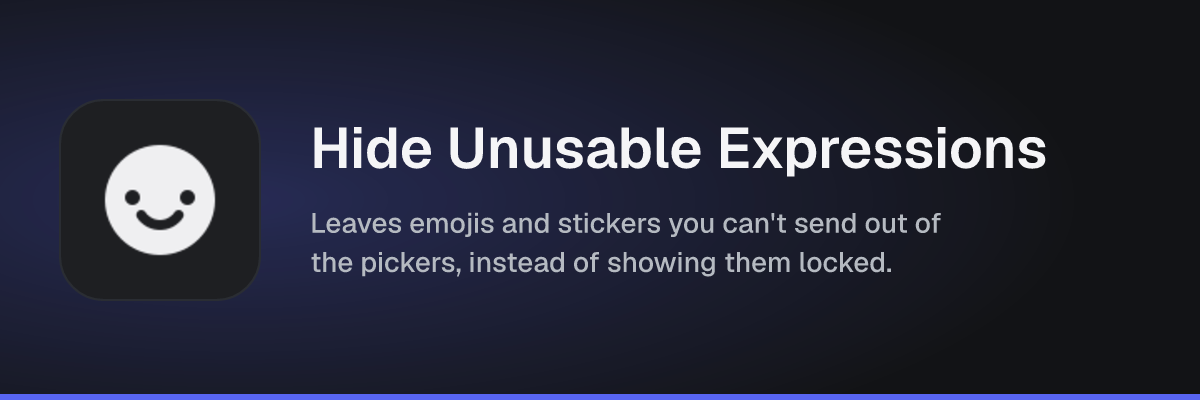 Hide Unusable Expressions
Leaves emojis and stickers you can't send out of
the pickers, instead of showing them locked.